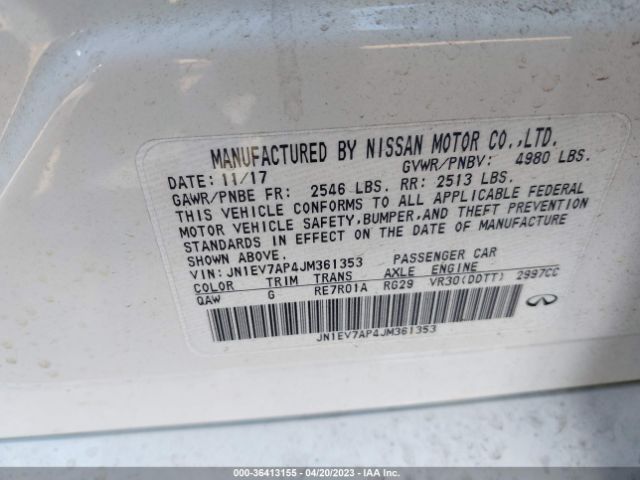 MANUFACTURED BY NISSAN MOTOR CO.,LTD.
DATE: 11/17 GVWR/PNBV: 4980 LBS.
GAWR/PNBE FR: 2546 LBS. RR: 2513 LBS.
THIS VEHICLE CONFORMS TO ALL APPLICABLE FEDERAL
MOTOR VEHICLE SAFETY,BUMPER,AND THEFT PREVENTION
STANDARDS IN EFFECT ON THE DATE OF MANUFACTURE
SHOWN ABOVE.
VIN: JN1EV7AP4JM361353 PASSENGER CAR
COLOR TRIM TRANS AXLE ENGINE
QAW G RE7R01A RG29 VR30(DDTT) 2997CC
JN1EV7AP4JM361353
000-36413155 - 04/20/2023 - IAA Inc.